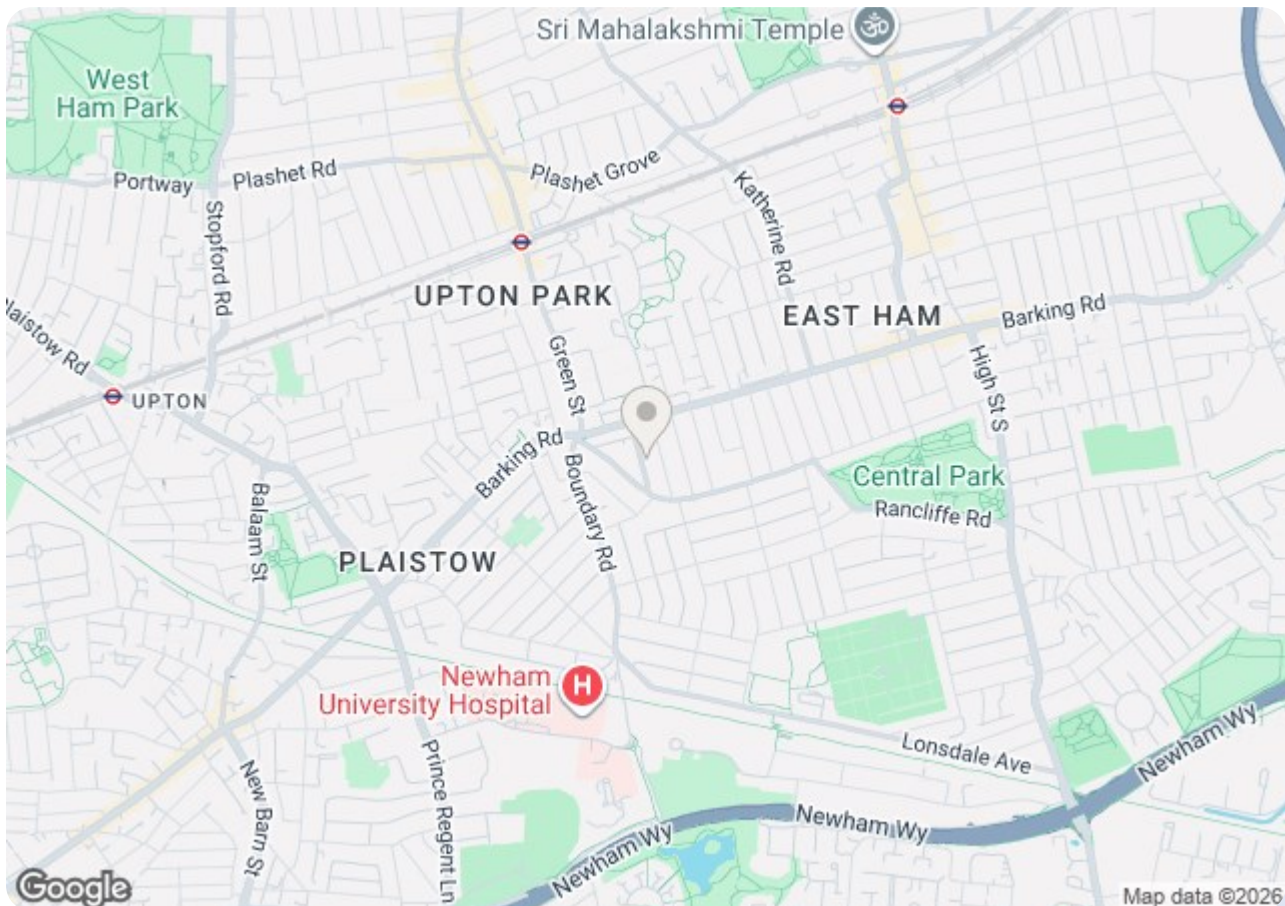 Sri Mahalakshmi Temple
West
Ham Park
Portway
Plashet Rd
Plashet Grove
Katherine Rd
Stopford Rd
UPTON PARK
EAST HAM
Barking Rd
Plaistow Rd
UPTON
Green St
High St S
Barking Rd
Boundary Rd
Central Park
Rancliffe Rd
Balaam St
PLAISTOW
Newham
University Hospital
H
Lonsdale Ave
Newham Wy
Prince Regent Ln
New Barn St
Newham Wy
Newham Wy
Google
Map data ©2026